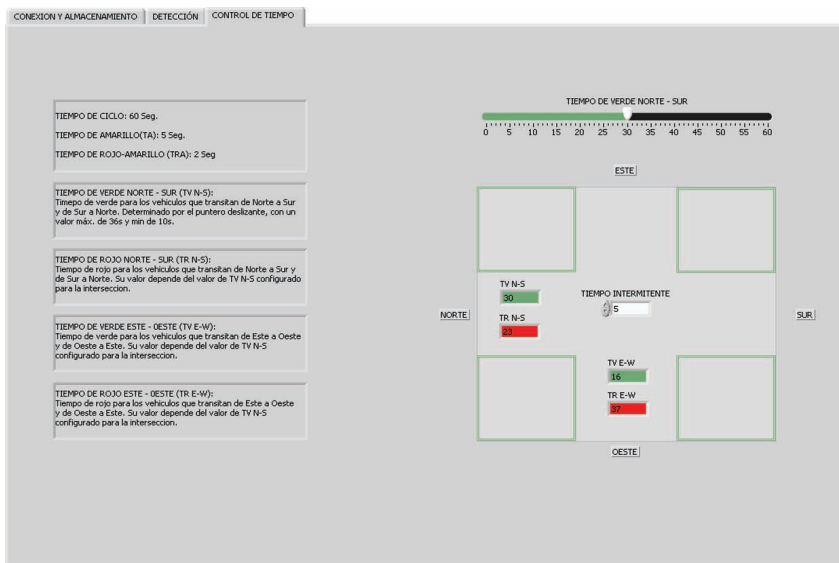 CONEXION Y ALMACENAMIENTO
DETECCIÓN
CONTROL DE TIEMPO
TIEMPO DE CICLO: 60 Seg.
TIEMPO DE AMARILLO(TA): 5 Seg.
TIEMPO DE ROJO-AMARILLO (TRA): 2 Seg
TIEMPO DE VERDE NORTE - SUR (TV N-S):
Timepo de verde para los vehiculos que transitan de Norte a Sur
y de Sur a Norte. Determinado por el puntero deslizante, con un
valor máx. de 36s y min de 10s.
TIEMPO DE ROJO NORTE - SUR (TR N-S):
Tiempo de rojo para los vehiculos que transitan de Norte a Sur y
de Sur a Norte. Su valor depende del valor de TV N-S configurado
para la interseccion.
TIEMPO DE VERDE ESTE - OESTE (TV E-W):
Tiempo de verde para los vehiculos que transitan de Este a Oeste
y de Oeste a Este. Su valor depende del valor de TV N-S
configurado para la interseccion.
TIEMPO DE ROJO ESTE - OESTE (TR E-W):
Tiempo de rojo para los vehiculos que transitan de Este a Oeste
y de Oeste a Este. Su valor depende del valor de TV N-S
configurado para la interseccion.
TIEMPO DE VERDE NORTE - SUR
0 5 10 15 20 25 30 35 40 45 50 55 60
ESTE
TV N-S
30
TIEMPO INTERMITENTE
5
NORTE
TR N-S
23
SUR
TV E-W
16
TR E-W
37
OESTE